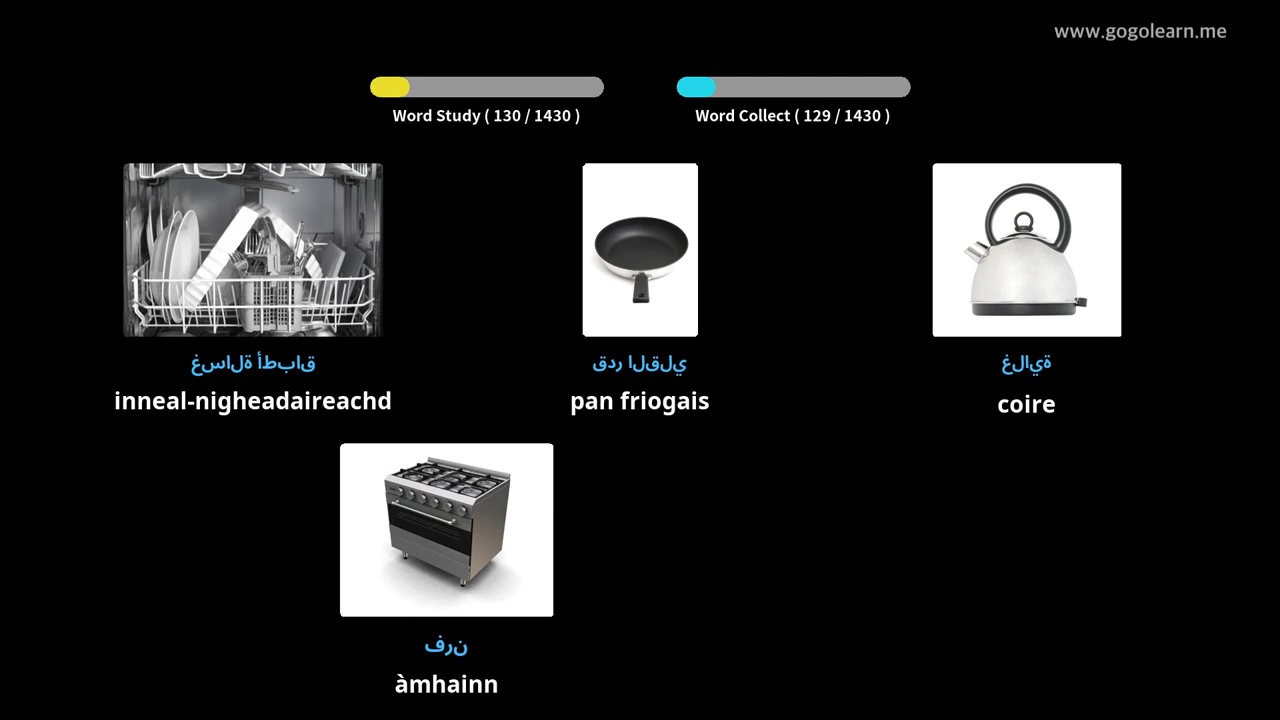 www.gogolearn.me
Word Study ( 130 / 1430 )
Word Collect ( 129 / 1430 )
غسالة أطباق
قدر القلي
غلاية
inneal-nigheadaireachd
pan friogais
coire
فرن
àmhainn